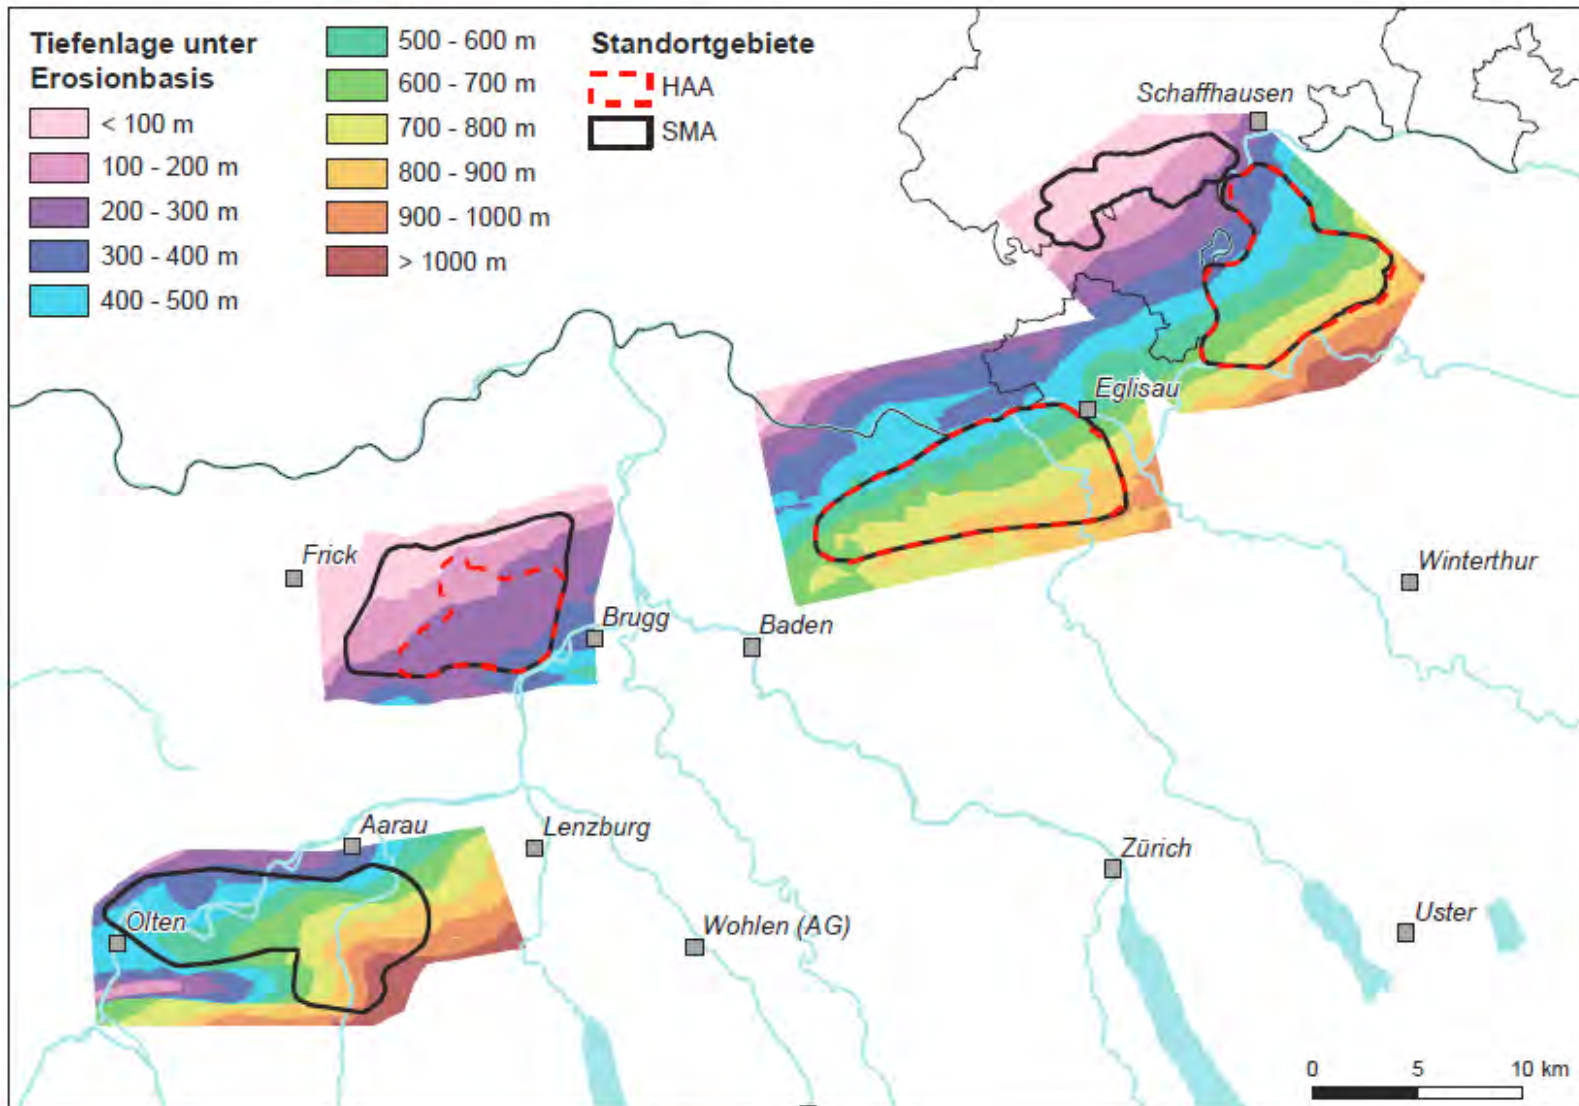 Tiefenlage unter
Erosionbasis
< 100 m
100 - 200 m
200 - 300 m
300 - 400 m
400 - 500 m
500 - 600 m
600 - 700 m
700 - 800 m
800 - 900 m
900 - 1000 m
> 1000 m
Standortgebiete
HAA
SMA
Schaffhausen
Eglisau
Frick
Winterthur
Brugg
Baden
Aarau
Lenzburg
Zürich
Olten
Wohlen (AG)
Uster
0 5 10 km